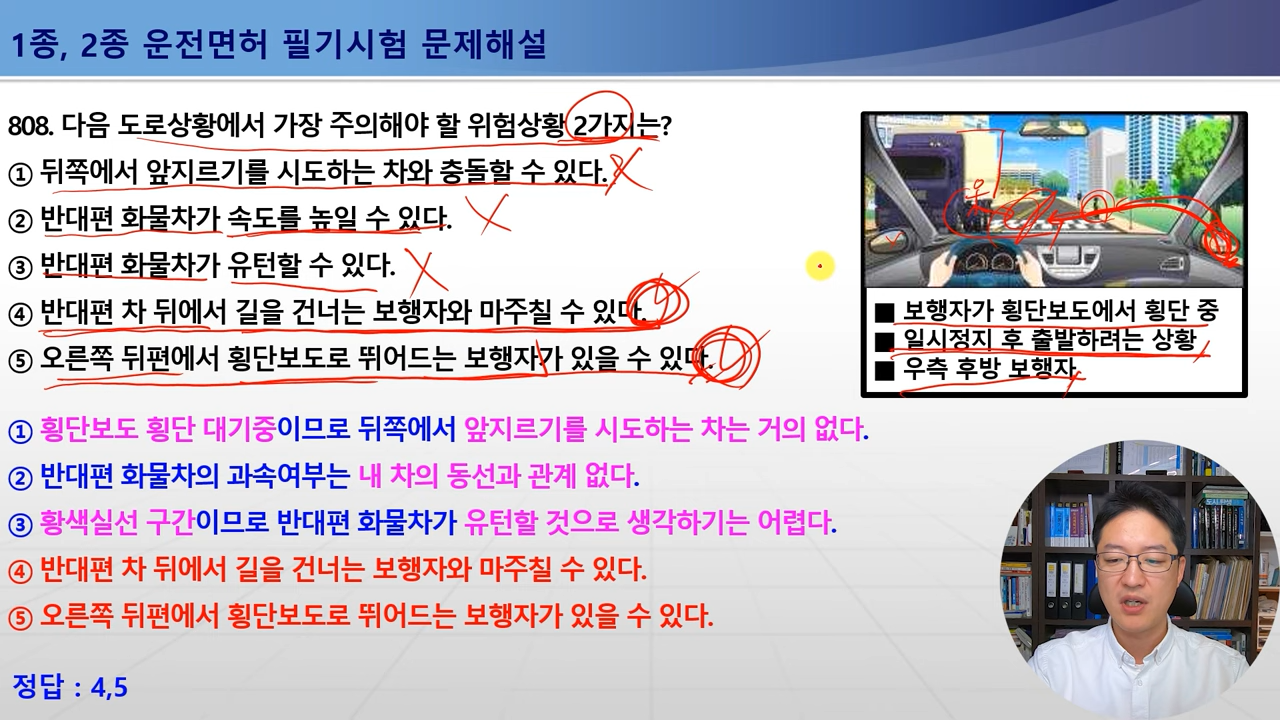 1종, 2종 운전면허 필기시험 문제해설
808. 다음 도로상황에서 가장 주의해야 할 위험상황 2가지는?
① 뒤쪽에서 앞지르기를 시도하는 차와 충돌할 수 있다.
② 반대편 화물차가 속도를 높일 수 있다.
③ 반대편 화물차가 유턴할 수 있다.
④ 반대편 차 뒤에서 길을 건너는 보행자와 마주칠 수 있다.
⑤ 오른쪽 뒤편에서 횡단보도로 뛰어드는 보행자가 있을 수 있다.
■ 보행자가 횡단보도에서 횡단 중
■ 일시정지 후 출발하려는 상황
■ 우측 후방 보행자
① 횡단보도 횡단 대기중이므로 뒤쪽에서 앞지르기를 시도하는 차는 거의 없다.
② 반대편 화물차의 과속여부는 내 차의 동선과 관계 없다.
③ 황색실선 구간이므로 반대편 화물차가 유턴할 것으로 생각하기는 어렵다.
④ 반대편 차 뒤에서 길을 건너는 보행자와 마주칠 수 있다.
⑤ 오른쪽 뒤편에서 횡단보도로 뛰어드는 보행자가 있을 수 있다.
정답 : 4,5